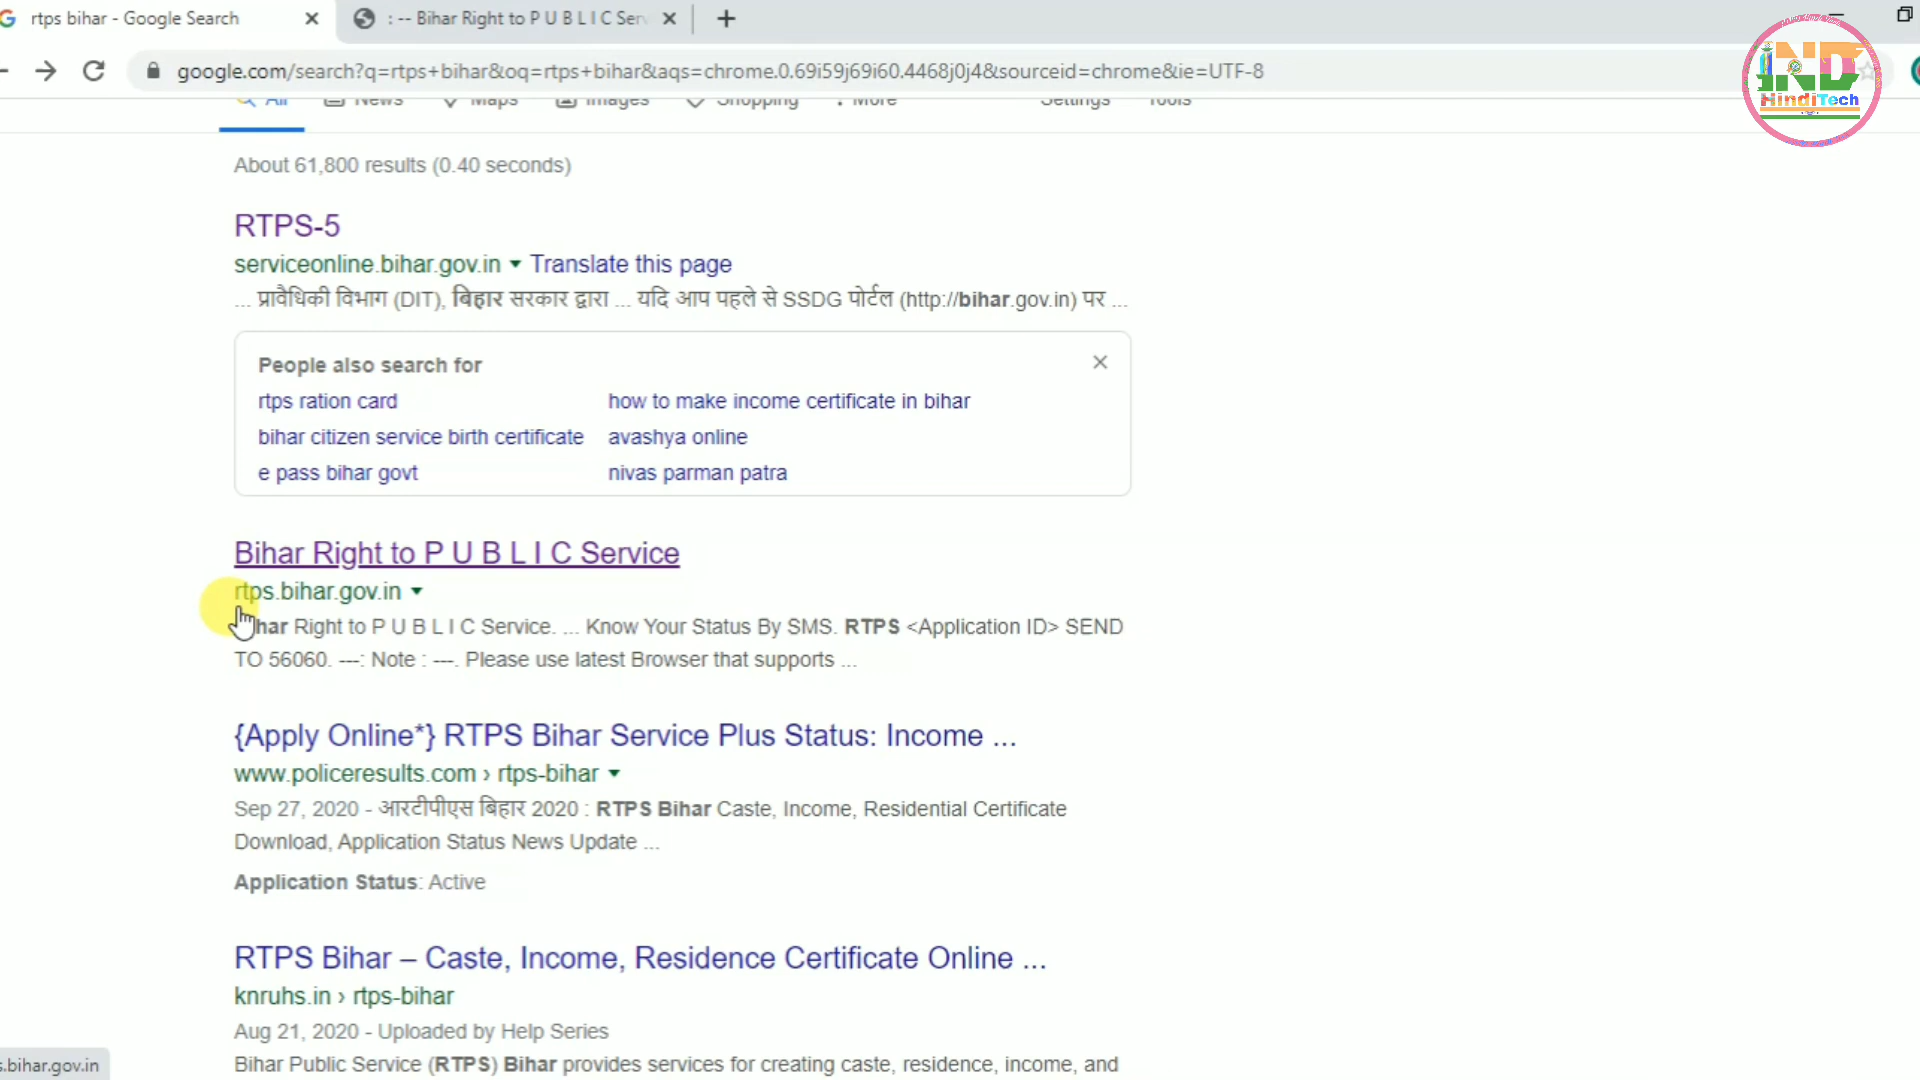 rtps bihar - Google Search
: -- Bihar Right to P U B L I C Ser
google.com/search?q=rtps+bihar&oq=rtps+bihar&aqs=chrome.0.69i59j69i60.4468j0j4&sourceid=chrome&ie=UTF-8
iND
HindiTech
All News Maps Images Shopping More Settings Tools
About 61,800 results (0.40 seconds)
RTPS-5
serviceonline.bihar.gov.in Translate this page
... प्रावैधिकी विभाग (DIT), बिहार सरकार द्वारा ... यदि आप पहले से SSDG पोर्टल (http://bihar.gov.in) पर ...
People also search for
rtps ration card how to make income certificate in bihar
bihar citizen service birth certificate avashya online
e pass bihar govt nivas parman patra
Bihar Right to P U B L I C Service
rtps.bihar.gov.in
Bihar Right to P U B L I C Service. ... Know Your Status By SMS. RTPS <Application ID> SEND
TO 56060. ---: Note : ---. Please use latest Browser that supports ...
{Apply Online*} RTPS Bihar Service Plus Status: Income ...
www.policeresults.com › rtps-bihar
Sep 27, 2020 - आरटीपीएस बिहार 2020 : RTPS Bihar Caste, Income, Residential Certificate
Download, Application Status News Update ...
Application Status: Active
RTPS Bihar – Caste, Income, Residence Certificate Online ...
knruhs.in › rtps-bihar
Aug 21, 2020 - Uploaded by Help Series
Bihar Public Service (RTPS) Bihar provides services for creating caste, residence, income, and
s.bihar.gov.in